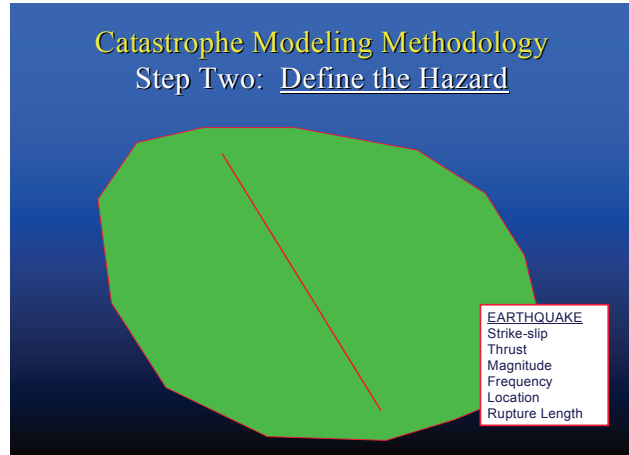 Catastrophe Modeling Methodology
Step Two: Define the Hazard
EARTHQUAKE
Strike-slip
Thrust
Magnitude
Frequency
Location
Rupture Length